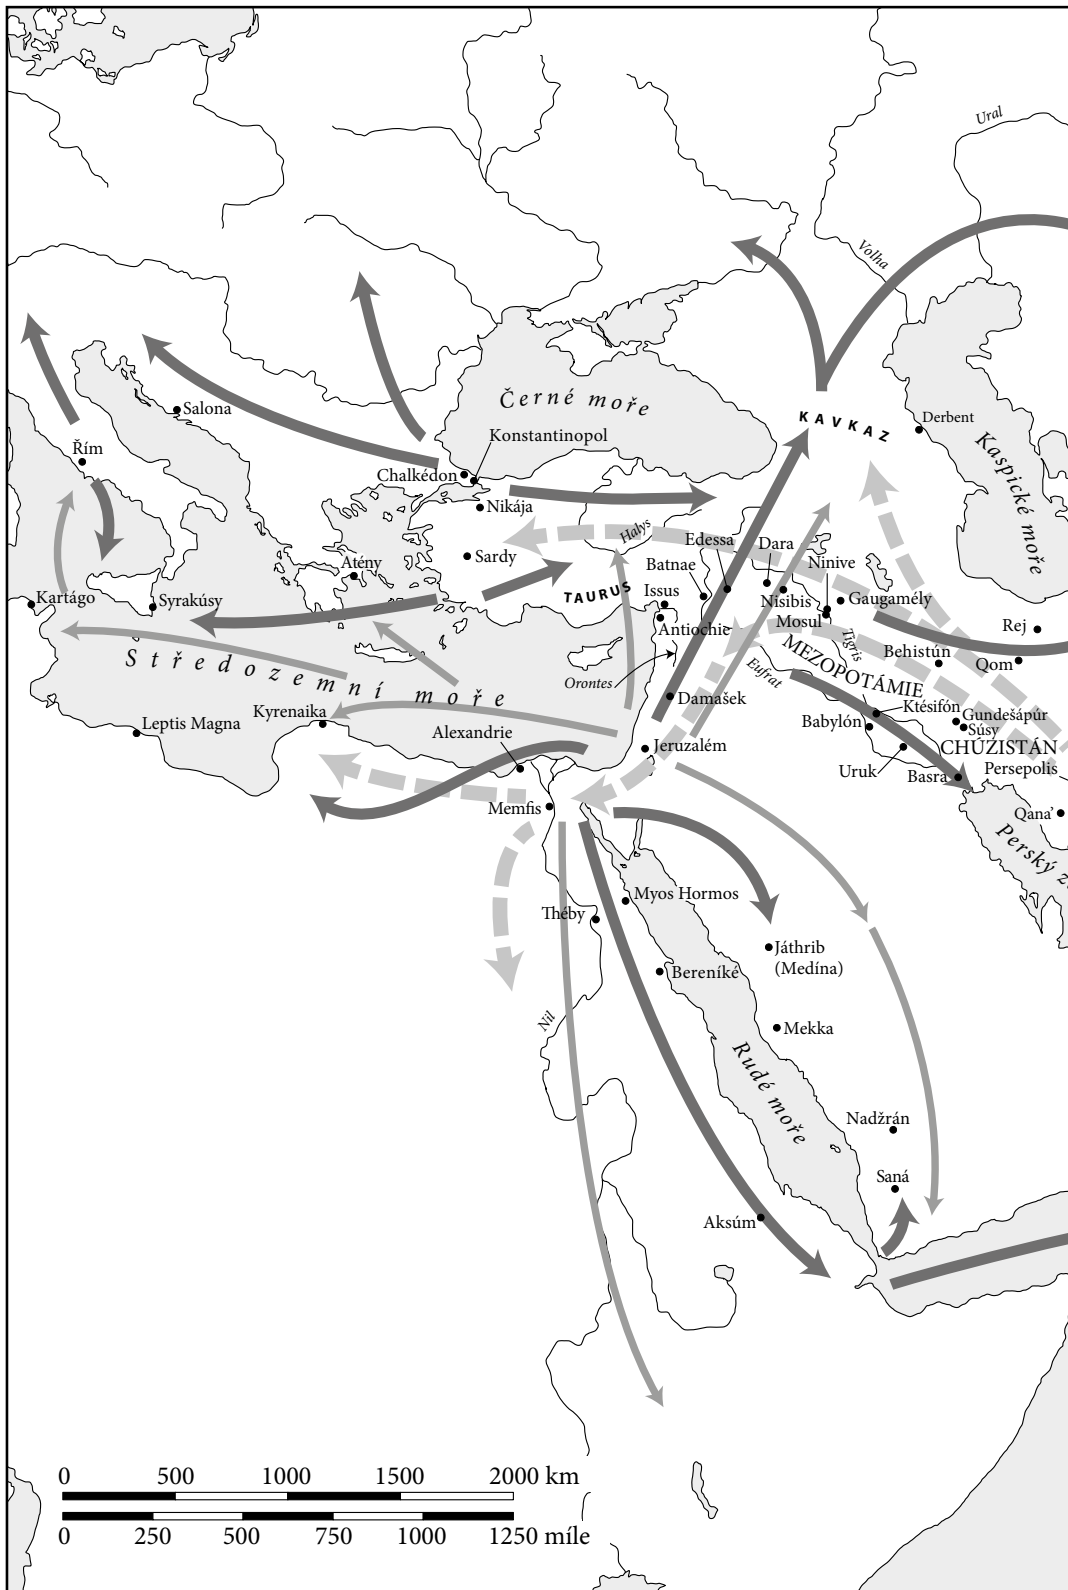 Ural
Volha
Černé moře
KAVKAZ
Derbent
Kaspické moře
Salona
Řím
Konstantinopol
Chalkédon
Nikája
Halys
Edessa
Dara
Sardy
Atény
Batnae
Ninive
TAURUS
Issus
Nisibis
Gaugamély
Kartágo
Syrakúsy
Mosul
Antiochie
Rej
Tigris
Behistún
Qom
Středozemní moře
Orontes
Eufrat
MEZOPOTÁMIE
Damašek
Ktésifón
Gundešápúr
Leptis Magna
Kyrenaika
Babylón
Súsy
Alexandrie
Jeruzalém
CHÚZISTÁN
Uruk
Basra
Persepolis
Memfis
Qana’
Perský z
Myos Hormos
Théby
Játhrib
(Medína)
Bereníké
Nil
Mekka
Rudé moře
Nadžrán
Saná
Aksúm
0 500 1000 1500 2000 km
0 250 500 750 1000 1250 míle